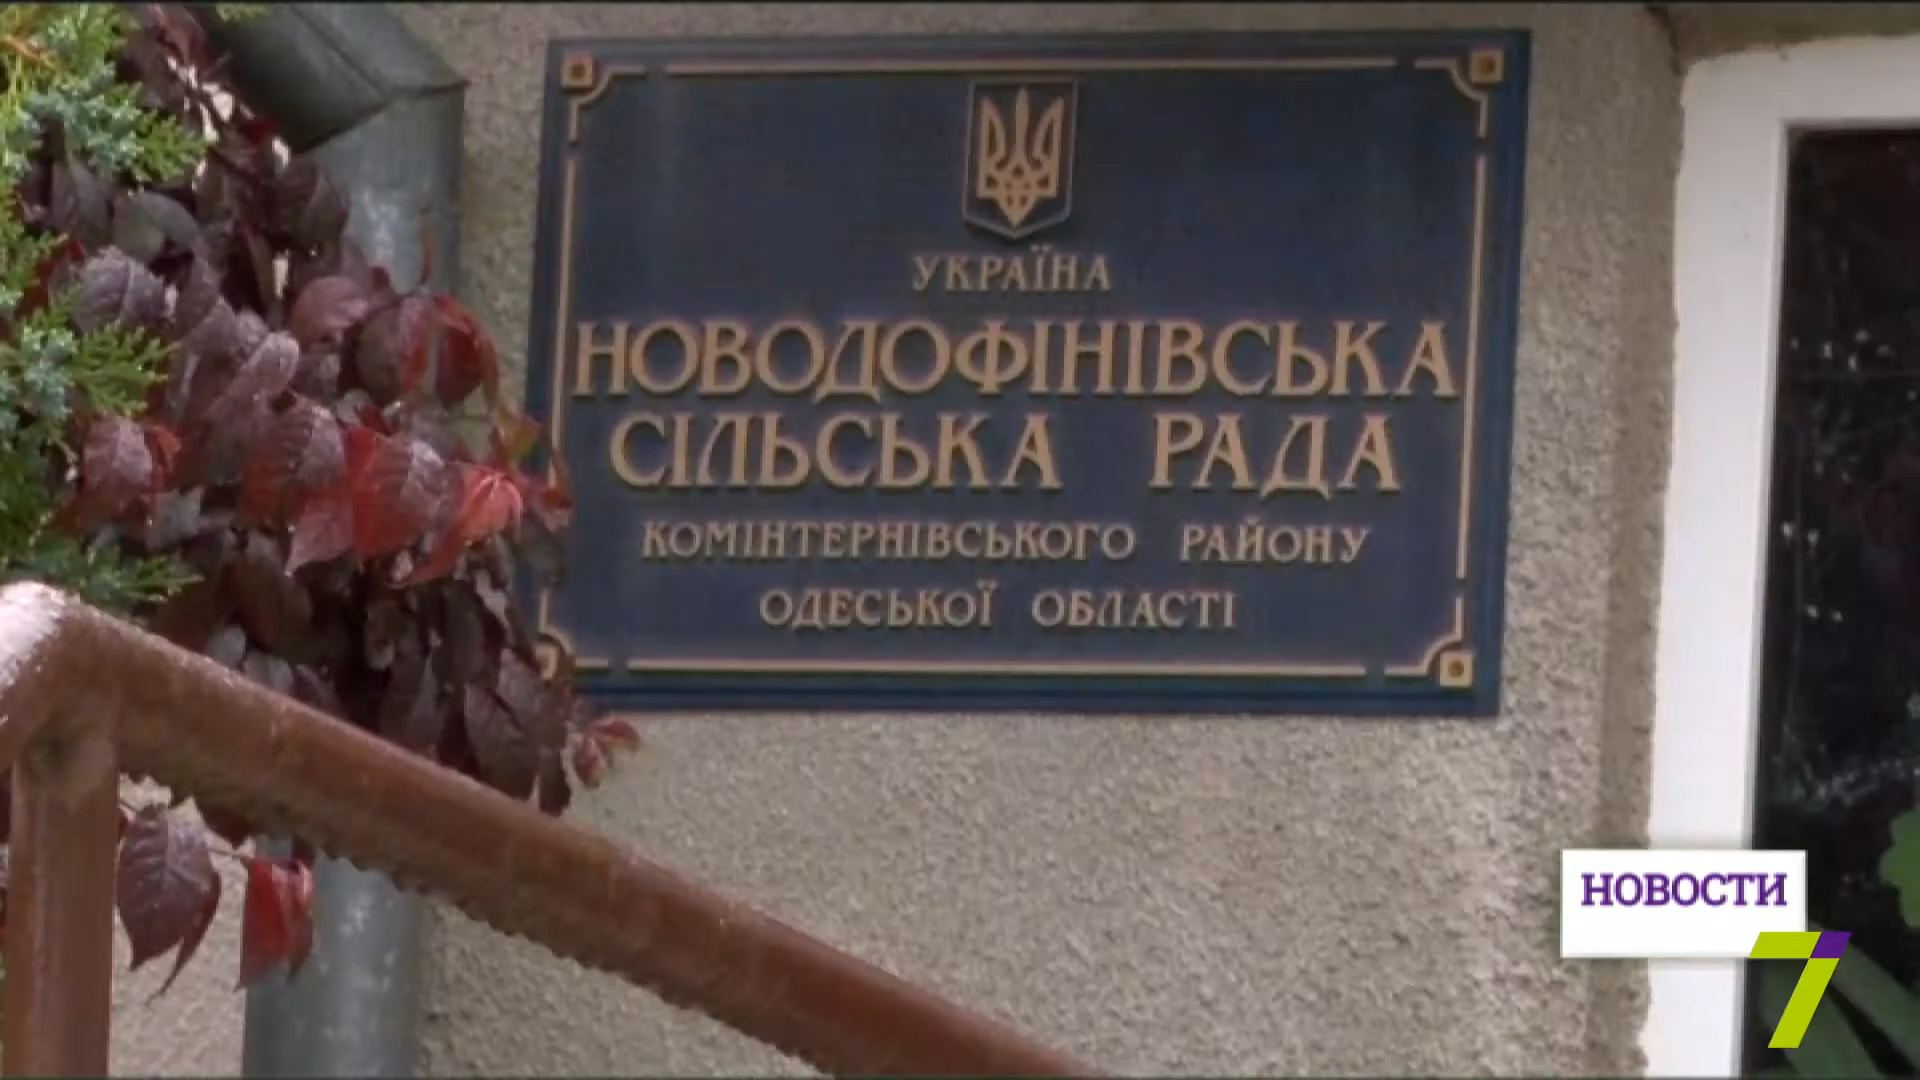 УКРАЇНА
НОВОДОФІНІВСЬКА
СІЛЬСЬКА РАДА
КОМІНТЕРНІВСЬКОГО РАЙОНУ
ОДЕСЬКОЇ ОБЛАСТІ
НОВОСТИ
7